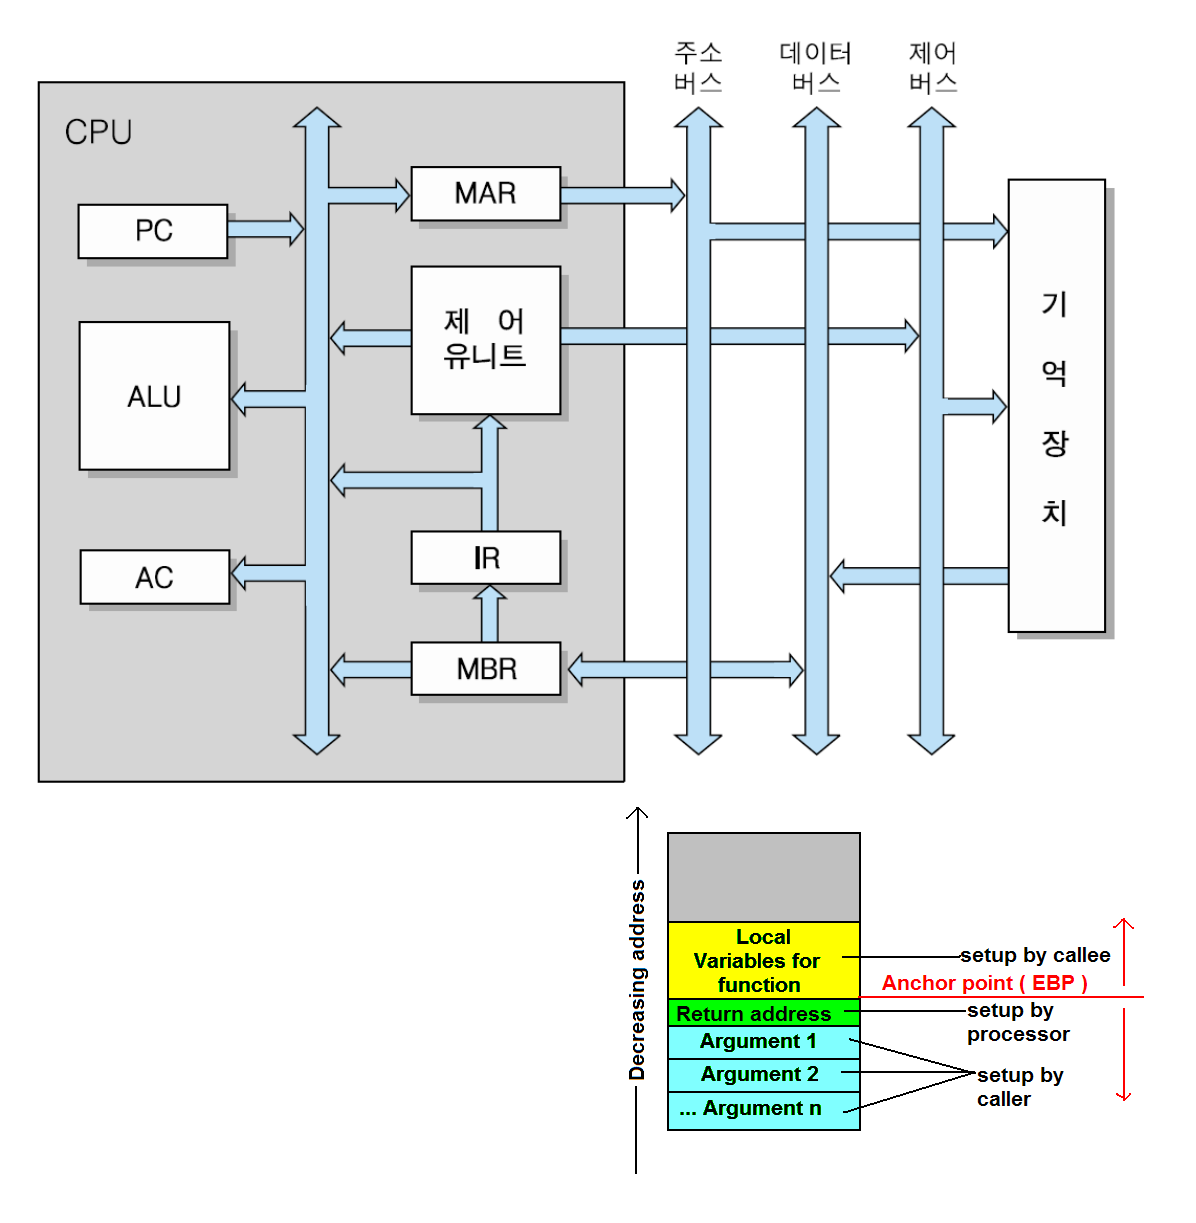 주소
버스
데이터
버스
제어
버스
CPU
MAR
PC
제 어
유니트
ALU
기
억
장
치
IR
AC
MBR
Decreasing address
Local
Variables for
function
setup by callee
Anchor point ( EBP )
Return address
setup by
processor
Argument 1
Argument 2
setup by
caller
... Argument n